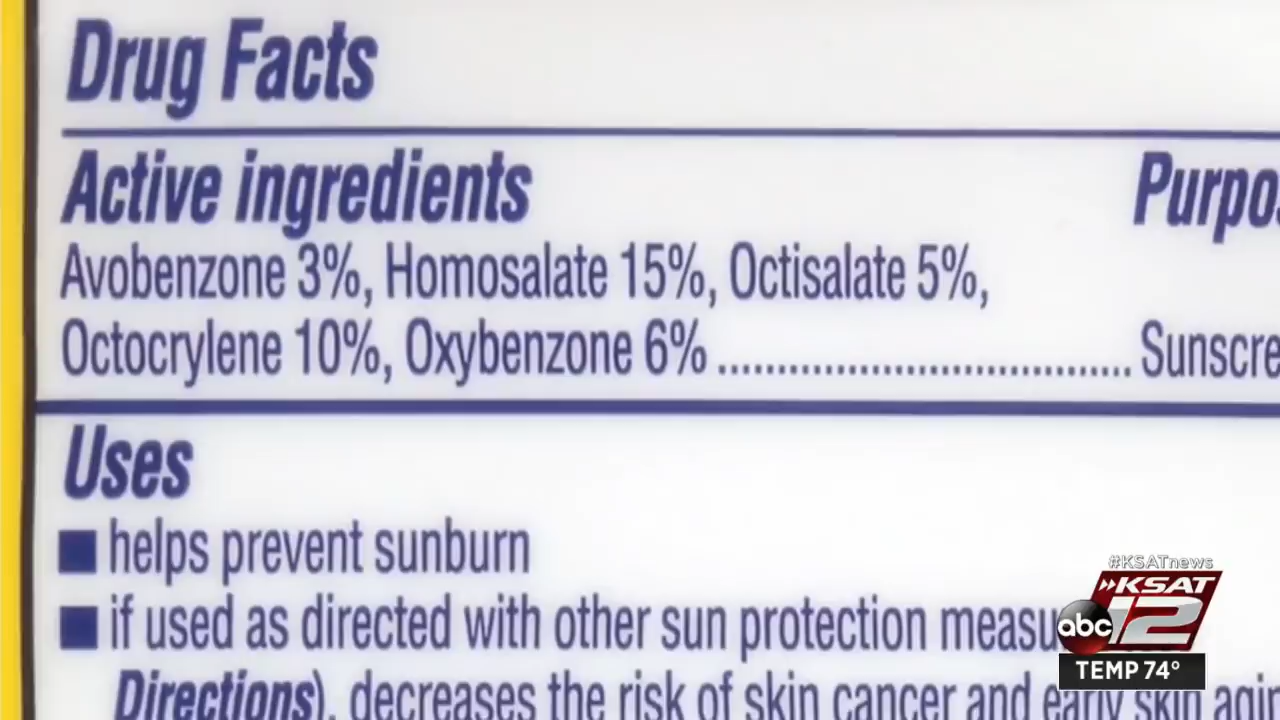 Drug Facts
Active ingredients Purpo
Avobenzone 3%, Homosalate 15%, Octisalate 5%,
Octocrylene 10%, Oxybenzone 6% .................................. Sunscre
Uses
■ helps prevent sunburn
■ if used as directed with other sun protection measu
Directions), decreases the risk of skin cancer and early skin agin
#KSATnews
KSAT
abc 12
TEMP 74°